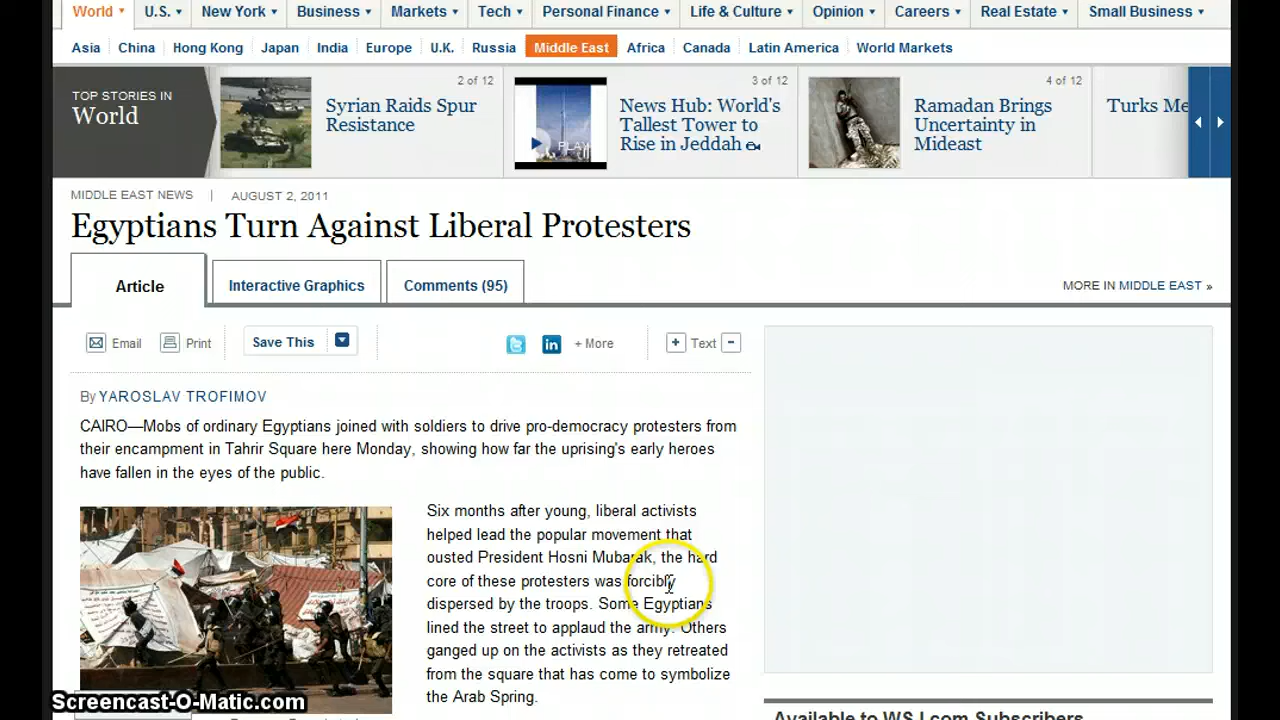 World U.S. New York Business Markets Tech Personal Finance Life & Culture Opinion Careers Real Estate Small Business
Asia China Hong Kong Japan India Europe U.K. Russia Middle East Africa Canada Latin America World Markets
TOP STORIES IN
World
2 of 12
Syrian Raids Spur
Resistance
PLAY
3 of 12
News Hub: World's
Tallest Tower to
Rise in Jeddah
4 of 12
Ramadan Brings
Uncertainty in
Mideast
Turks Me
MIDDLE EAST NEWS | AUGUST 2, 2011
Egyptians Turn Against Liberal Protesters
Article Interactive Graphics Comments (95)
MORE IN MIDDLE EAST »
Email Print Save This in + More + Text -
By YAROSLAV TROFIMOV
CAIRO—Mobs of ordinary Egyptians joined with soldiers to drive pro-democracy protesters from
their encampment in Tahrir Square here Monday, showing how far the uprising's early heroes
have fallen in the eyes of the public.
Six months after young, liberal activists
helped lead the popular movement that
ousted President Hosni Mubarak, the hard
core of these protesters was forcibly
dispersed by the troops. Some Egyptians
lined the street to applaud the army. Others
ganged up on the activists as they retreated
from the square that has come to symbolize
the Arab Spring.
Screencast-O-Matic.com
Available to WSJ.com Subscribers